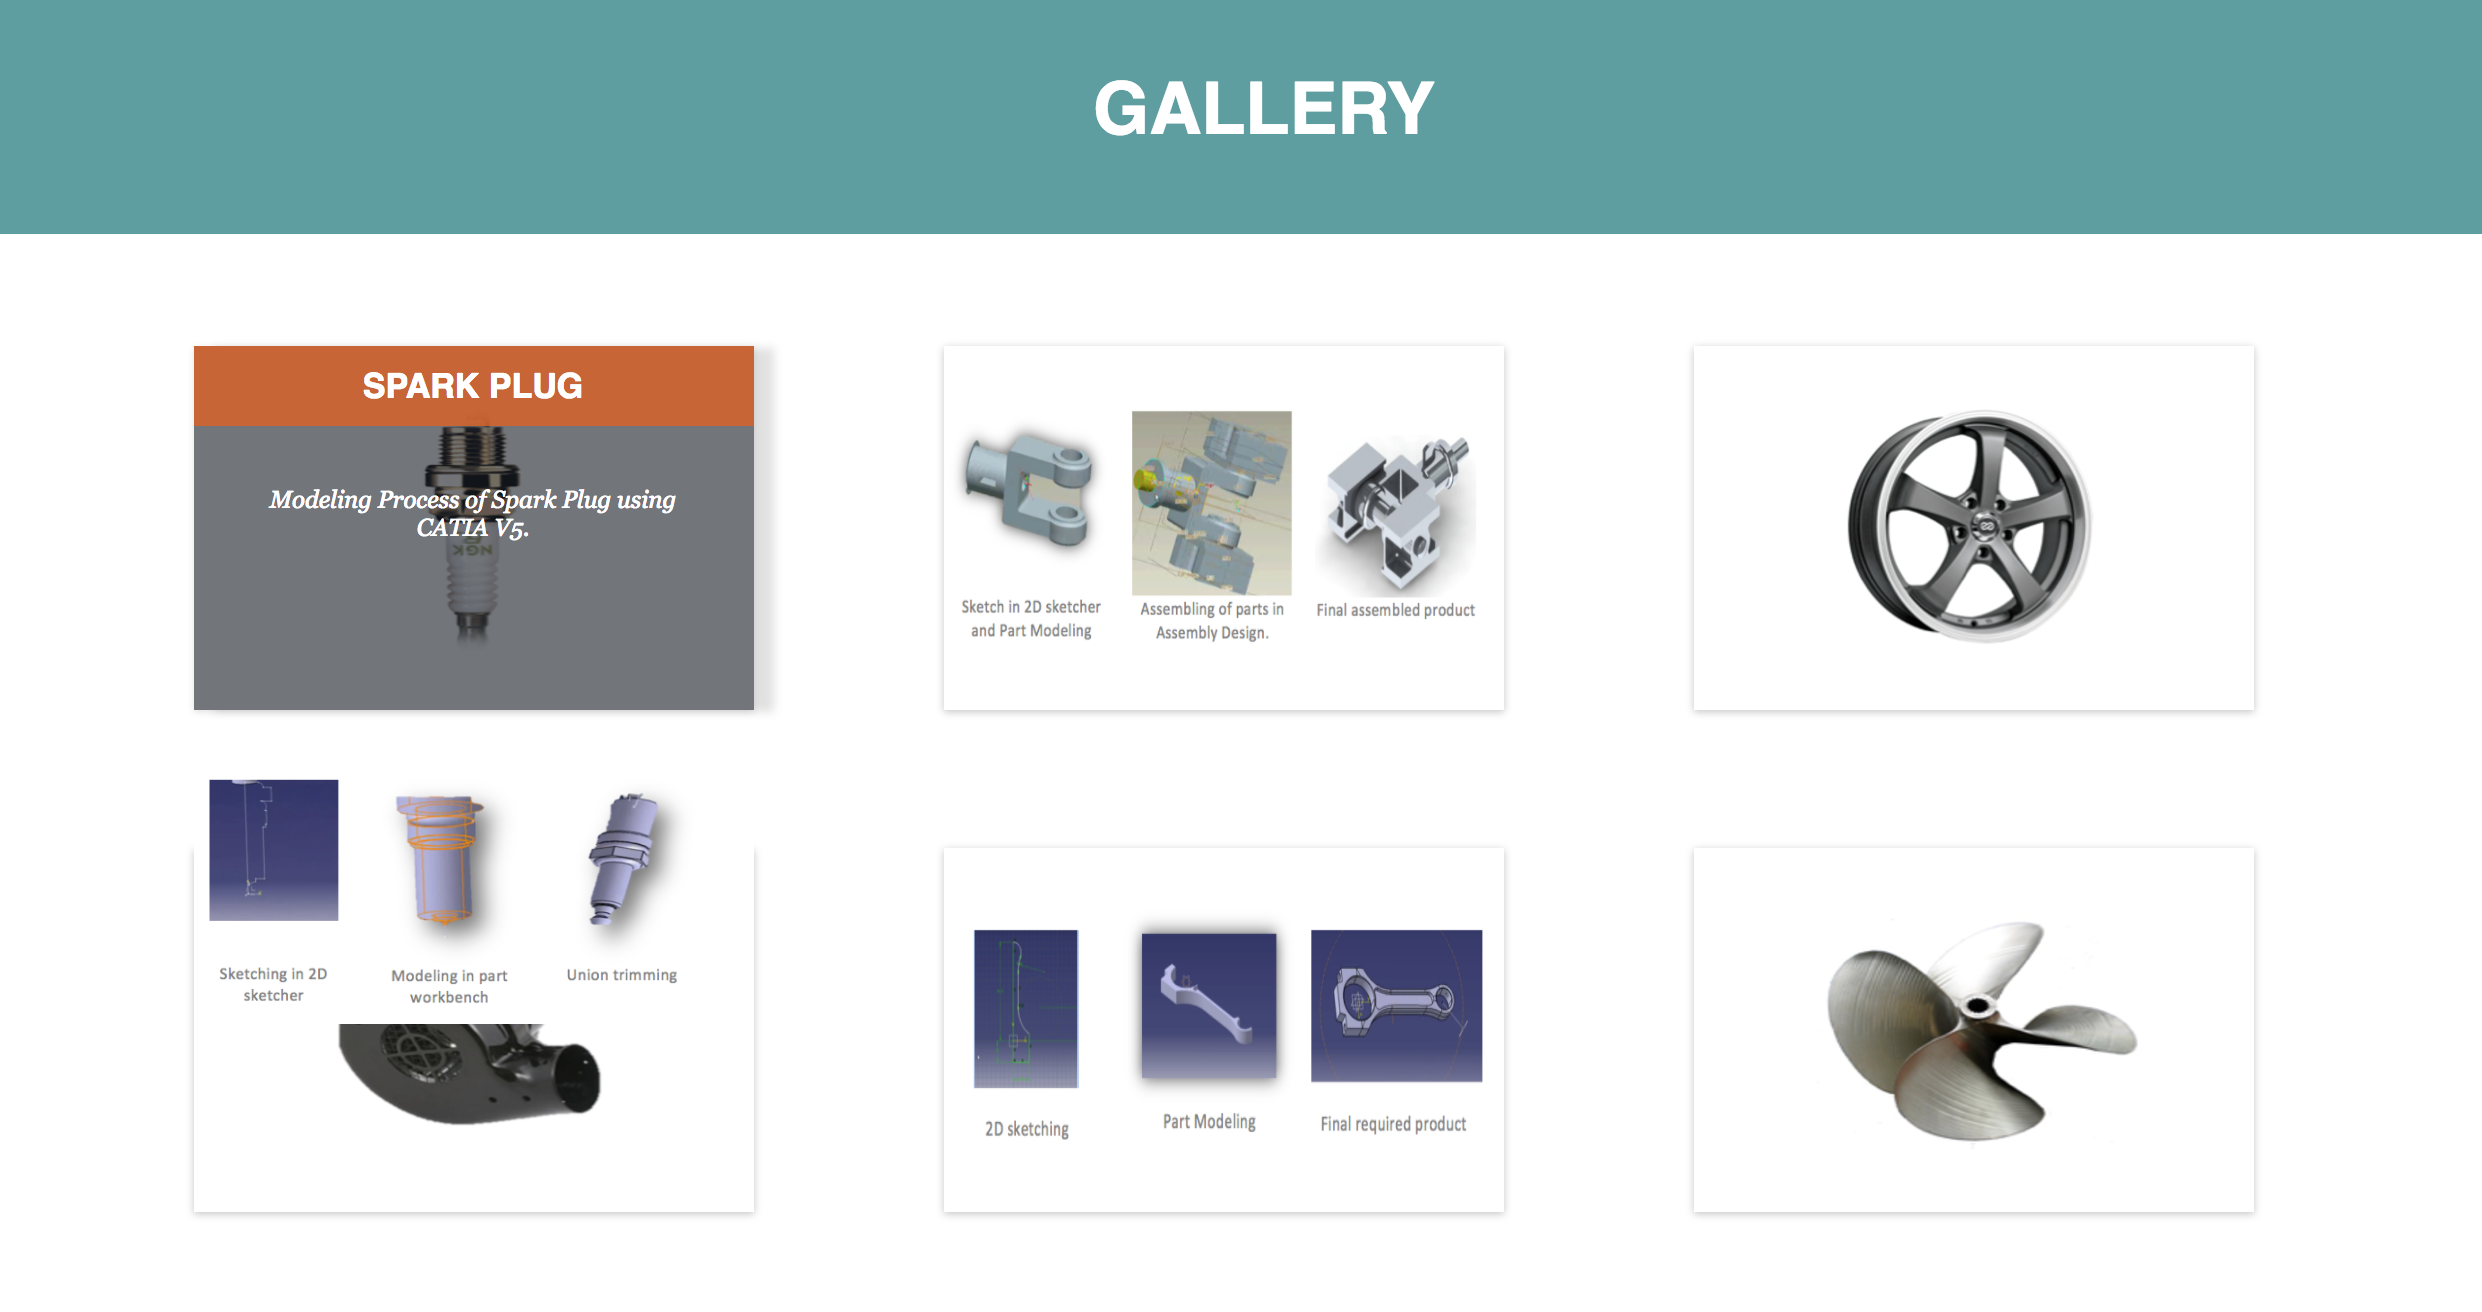 GALLERY
SPARK PLUG
Modeling Process of Spark Plug using
CATIA V5.
NGK
Sketch in 2D sketcher
and Part Modeling
Assembling of parts in
Assembly Design.
Final assembled product
Sketching in 2D
sketcher
Modeling in part
workbench
Union trimming
2D sketching
Part Modeling
Final required product